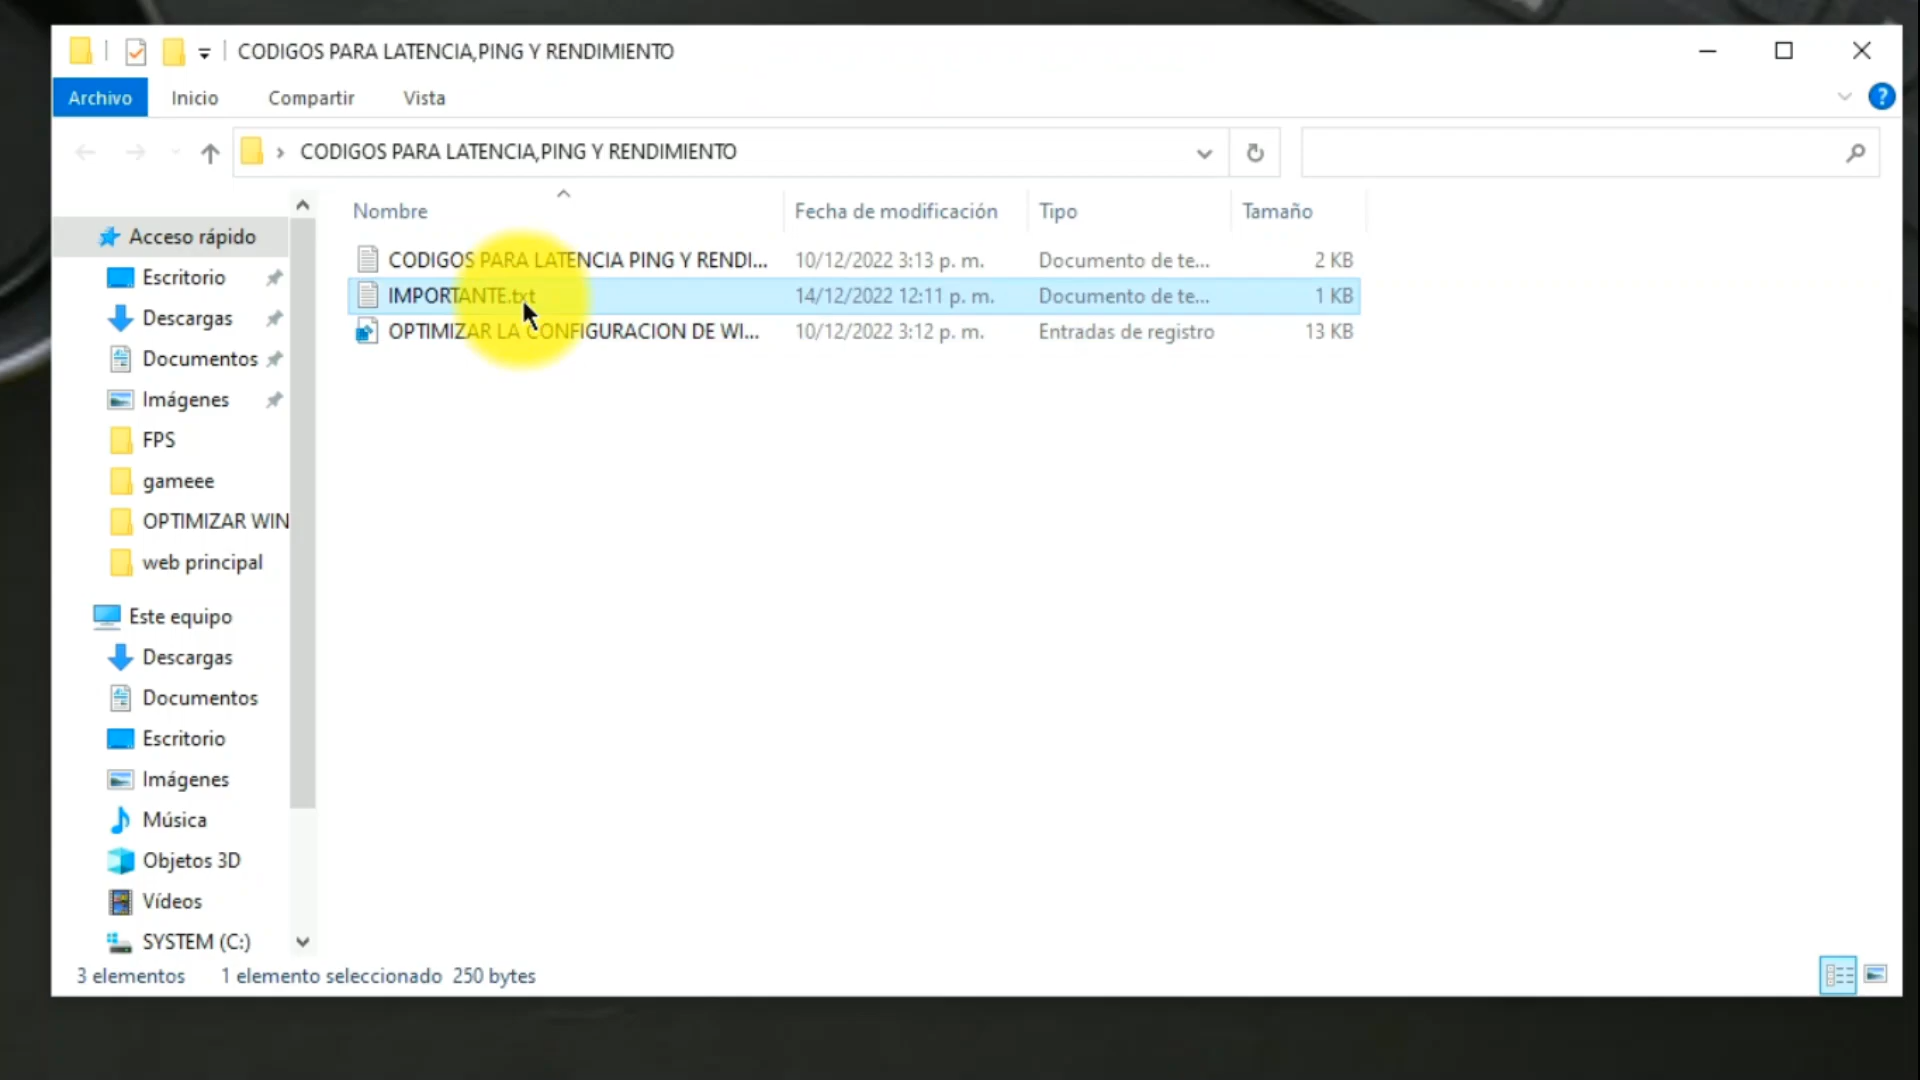 CODIGOS PARA LATENCIA,PING Y RENDIMIENTO
Archivo Inicio Compartir Vista ?
CODIGOS PARA LATENCIA,PING Y RENDIMIENTO
Nombre Fecha de modificación Tipo Tamaño
CODIGOS PARA LATENCIA PING Y RENDI... 10/12/2022 3:13 p. m. Documento de te... 2 KB
IMPORTANTE.txt 14/12/2022 12:11 p. m. Documento de te... 1 KB
OPTIMIZAR LA CONFIGURACION DE WI... 10/12/2022 3:12 p. m. Entradas de registro 13 KB
Acceso rápido
Escritorio
Descargas
Documentos
Imágenes
FPS
gameee
OPTIMIZAR WIN
web principal
Este equipo
Descargas
Documentos
Escritorio
Imágenes
Música
Objetos 3D
Vídeos
SYSTEM (C:)
3 elementos 1 elemento seleccionado 250 bytes